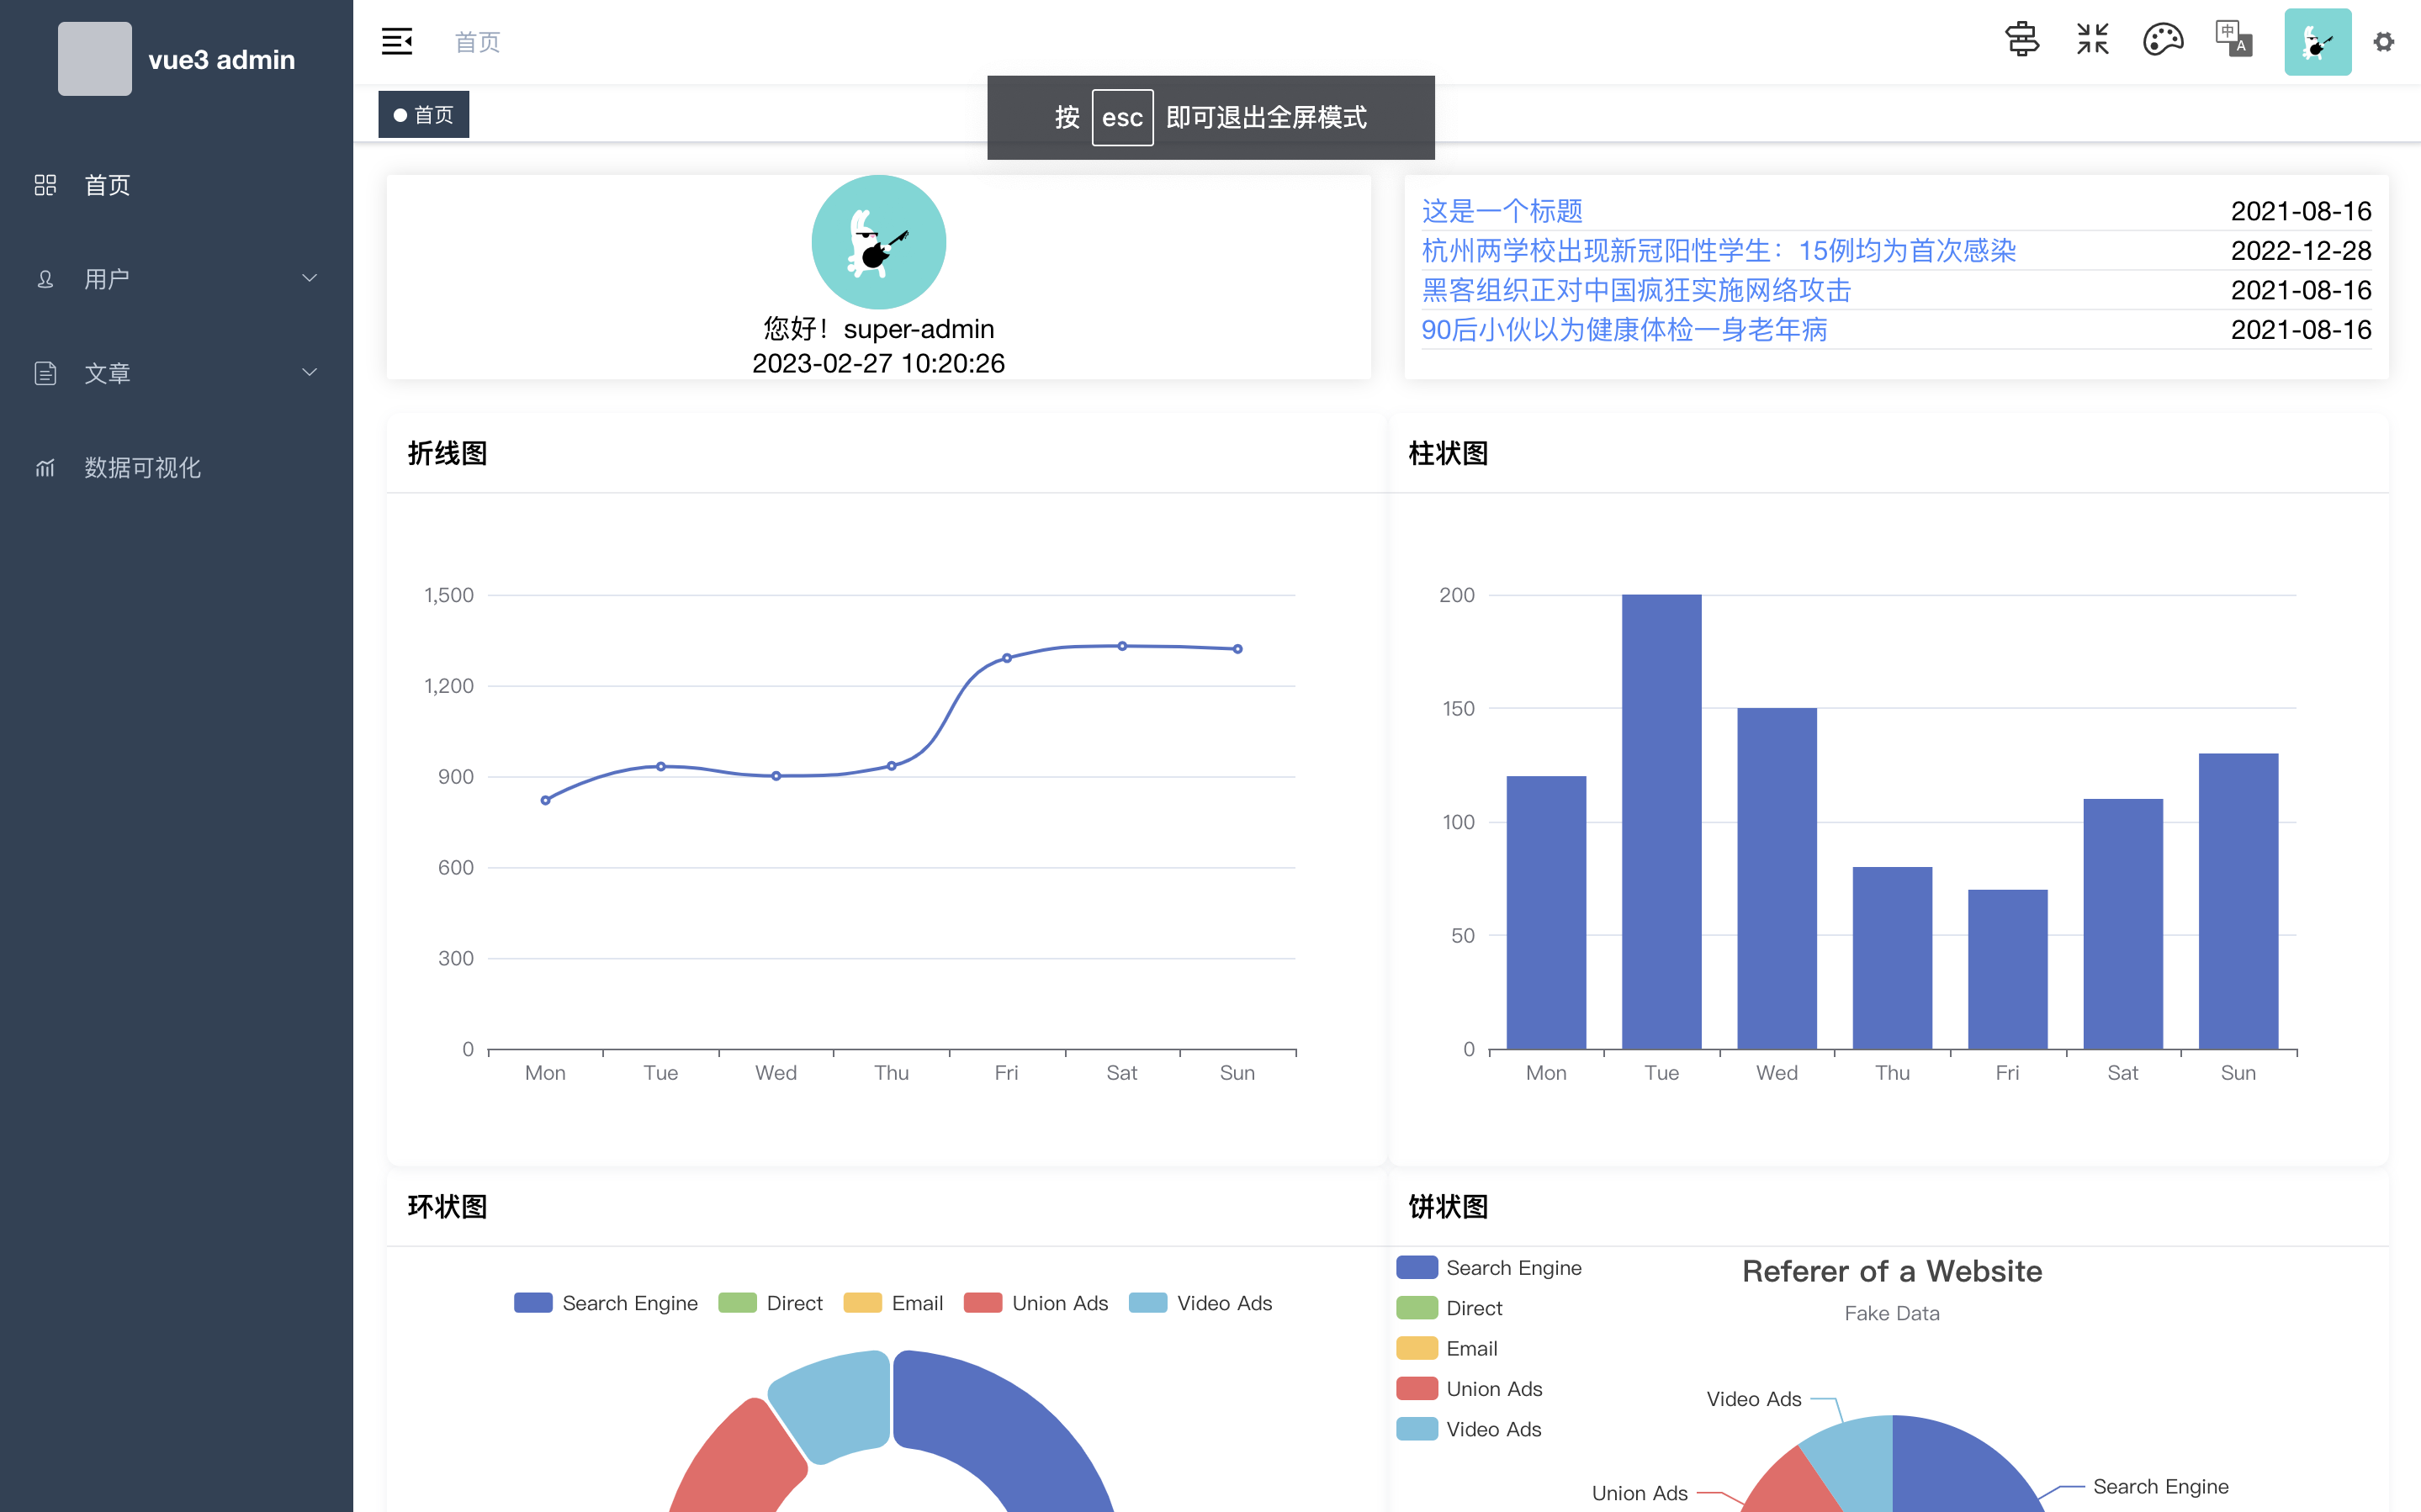 vue3 admin
首页
用户
文章
数据可视化
首页
中 A
首页
按 esc 即可退出全屏模式
您好！super-admin
2023-02-27 10:20:26
这是一个标题 2021-08-16
杭州两学校出现新冠阳性学生：15例均为首次感染 2022-12-28
黑客组织正对中国疯狂实施网络攻击 2021-08-16
90后小伙以为健康体检一身老年病 2021-08-16
折线图
1,500
1,200
900
600
300
0
Mon Tue Wed Thu Fri Sat Sun
柱状图
200
150
100
50
0
Mon Tue Wed Thu Fri Sat Sun
环状图
Search Engine Direct Email Union Ads Video Ads
饼状图
Search Engine
Direct
Email
Union Ads
Video Ads
Referer of a Website
Fake Data
Video Ads
Union Ads
Search Engine